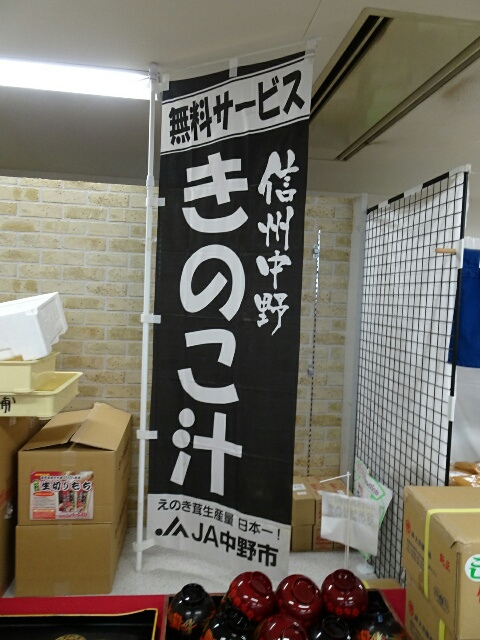 無料サービス
信州中野
きのこ汁
えのき茸生産量 日本一!
JA中野市
生切りもち